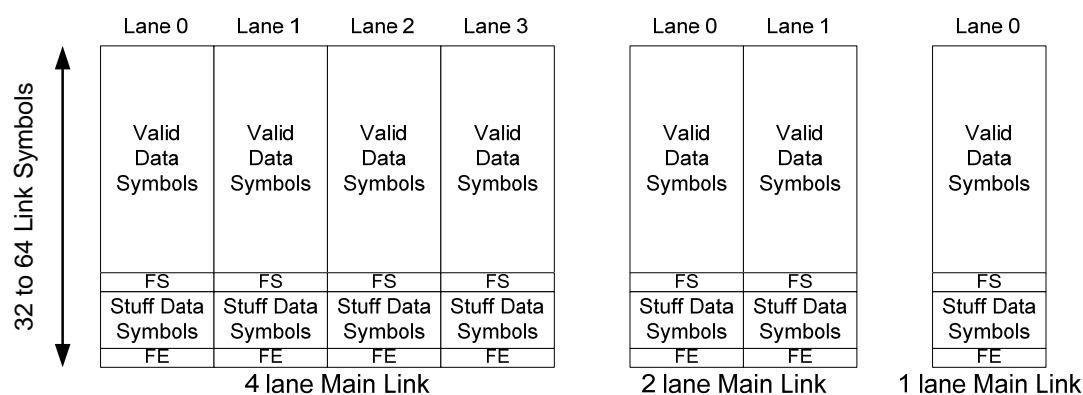 Lane 0 Lane 1 Lane 2 Lane 3 Lane 0 Lane 1 Lane 0
32 to 64 Link Symbols
Valid Valid Valid Valid Valid Valid Valid
Data Data Data Data Data Data Data
Symbols Symbols Symbols Symbols Symbols Symbols Symbols
FS FS FS FS FS FS FS
Stuff Data Stuff Data Stuff Data Stuff Data Stuff Data Stuff Data Stuff Data
Symbols Symbols Symbols Symbols Symbols Symbols Symbols
FE FE FE FE FE FE FE
4 lane Main Link 2 lane Main Link 1 lane Main Link